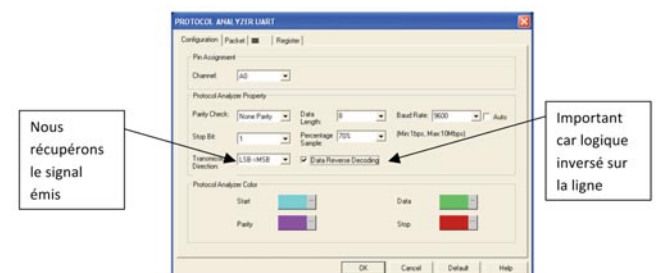 PROTOCOL ANALYZER UART
Configuration Packet Register
Pin Assignment
Channel: A0
Protocol Analyzer Property
Parity Check: None Parity Data Length: 8 Baud Rate: 9600 Auto
Stop Bit: 1 Percentage Sample: 70% (Min:1bps, Max:10Mbps)
Transmission Direction: LSB->MSB Data Reverse Decoding
Protocol Analyzer Color
Start Data
Parity Stop
OK Cancel Default Help
Nous
récupérons
le signal
émis
Important
car logique
inversé sur
la ligne